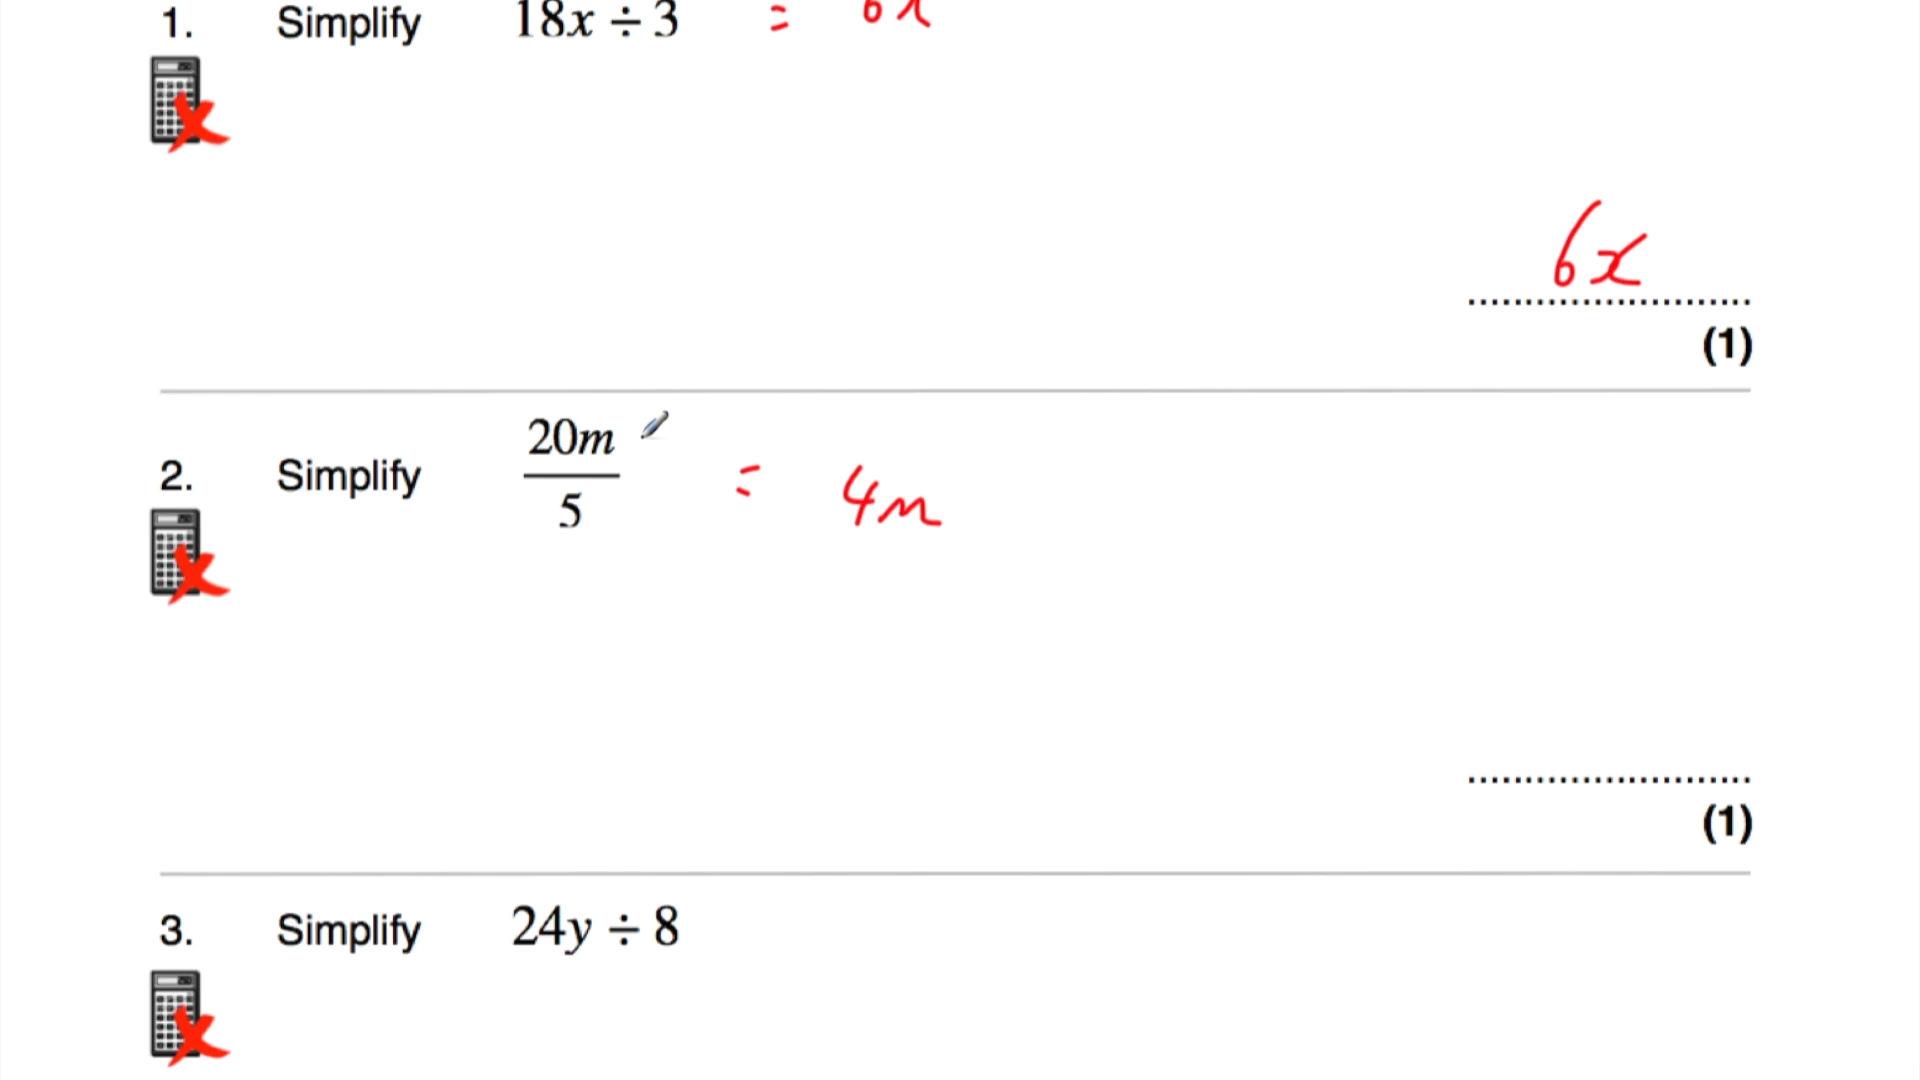 1. Simplify 18x ÷ 3 = 6x
6x
........................
(1)
2. Simplify 20m/5 = 4m
........................
(1)
3. Simplify 24y ÷ 8